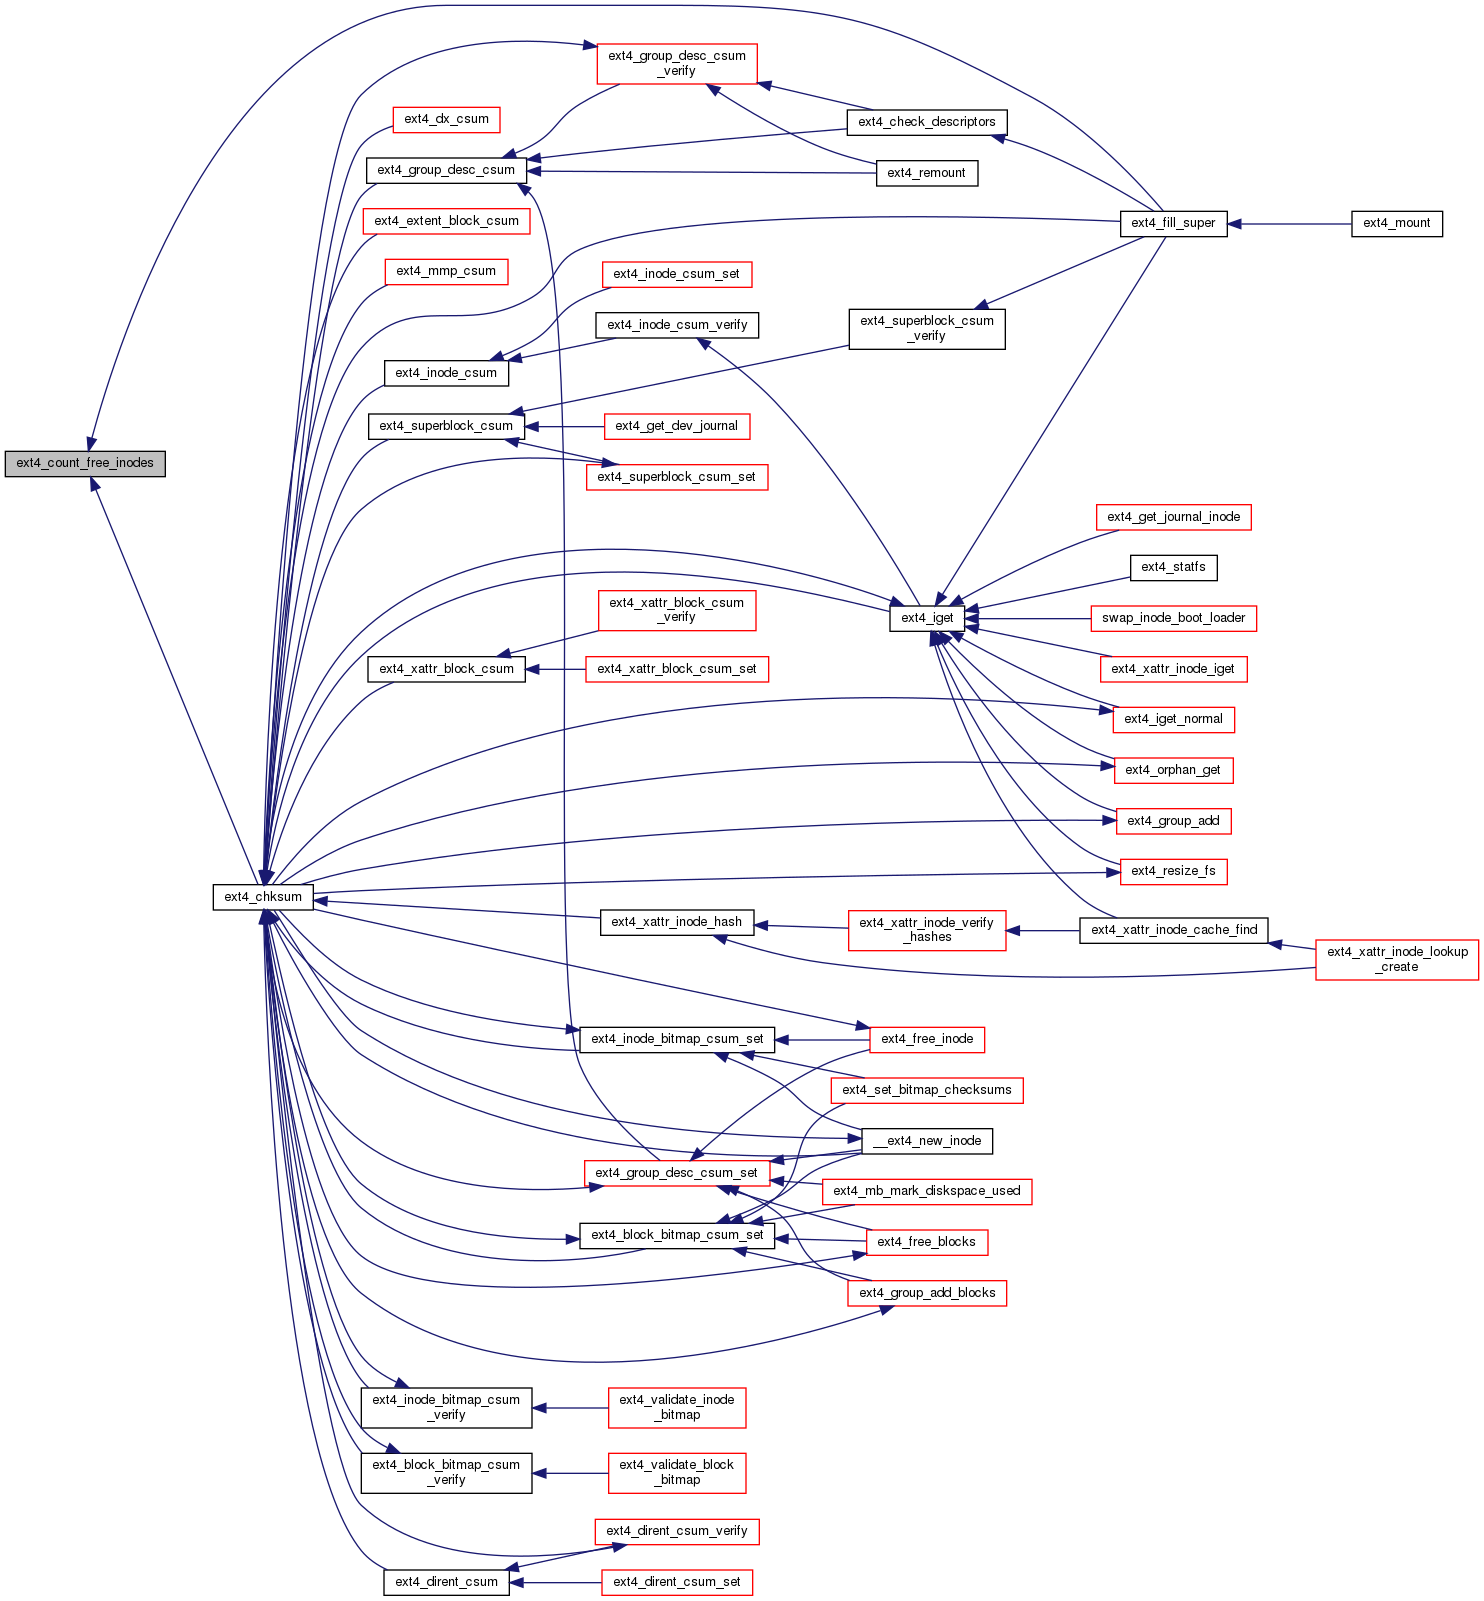 ext4_group_desc_csum
_verify
ext4_dx_csum
ext4_check_descriptors
ext4_group_desc_csum
ext4_remount
ext4_extent_block_csum
ext4_fill_super
ext4_mount
ext4_mmp_csum
ext4_inode_csum_set
ext4_inode_csum_verify
ext4_superblock_csum
_verify
ext4_inode_csum
ext4_superblock_csum
ext4_get_dev_journal
ext4_count_free_inodes
ext4_superblock_csum_set
ext4_get_journal_inode
ext4_statfs
ext4_xattr_block_csum
_verify
ext4_iget
swap_inode_boot_loader
ext4_xattr_block_csum
ext4_xattr_block_csum_set
ext4_xattr_inode_iget
ext4_iget_normal
ext4_orphan_get
ext4_group_add
ext4_resize_fs
ext4_chksum
ext4_xattr_inode_hash
ext4_xattr_inode_verify
_hashes
ext4_xattr_inode_cache_find
ext4_xattr_inode_lookup
_create
ext4_inode_bitmap_csum_set
ext4_free_inode
ext4_set_bitmap_checksums
__ext4_new_inode
ext4_group_desc_csum_set
ext4_mb_mark_diskspace_used
ext4_block_bitmap_csum_set
ext4_free_blocks
ext4_group_add_blocks
ext4_inode_bitmap_csum
_verify
ext4_validate_inode
_bitmap
ext4_block_bitmap_csum
_verify
ext4_validate_block
_bitmap
ext4_dirent_csum_verify
ext4_dirent_csum
ext4_dirent_csum_set